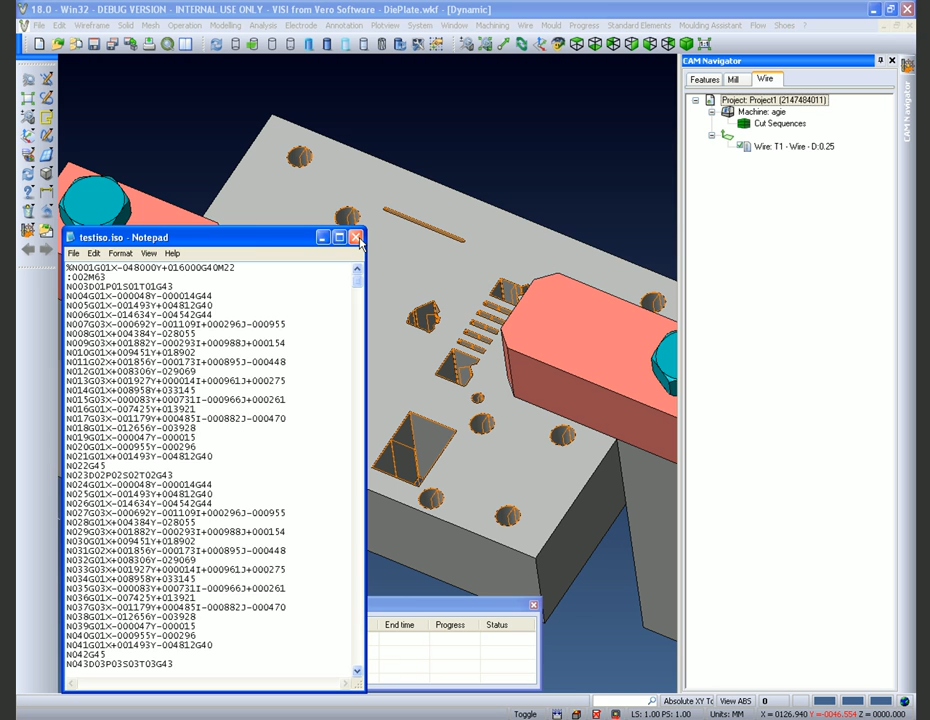 18.0 - Win32 - DEBUG VERSION - INTERNAL USE ONLY - VISI from Vero Software - DiePlate.wkf - [Dynamic]
Edit Wireframe Solid Mesh Operation Modelling Analysis Electrode Annotation Plotview System Window Wire Mould Progress Standard Elements Moulding Assistant Transform Shoes
CAM Navigator
Features Mill Wire
Project: Project1 (2147484011)
Machine: agie
Cut Sequences
Wire: T1 - Wire - D:0.25
CAM Navigator
testiso.iso - Notepad
File Edit Format View Help
%N001G01X-048000Y+016000G40M22
:002M63
N003D01P01S01T01G43
N004G01X-000048Y-000014G44
N005G01X-001493Y+004812G40
N006G01X-014634Y-004542G44
N007G03X-000692Y-001109I+000296J-000955
N008G01X+004384Y-028055
N009G03X+001882Y-000293I+000988J+000154
N010G01X+009451Y+018902
N011G02X+001856Y-000173I+000895J-000448
N012G01X+008306Y-029069
N013G03X+001927Y+000014I+000961J+000275
N014G01X+008958Y+033145
N015G03X-000083Y+000731I-000966J+000261
N016G01X-007425Y+013921
N017G03X-001179Y+000485I-000882J-000470
N018G01X-012656Y-003928
N019G01X-000047Y-000015
N020G01X-000955Y-000296
N021G01X+001493Y-004812G40
N022G45
N023D02P02S02T02G43
N024G01X-000048Y-000014G44
N025G01X-001493Y+004812G40
N026G01X-014634Y-004542G44
N027G03X-000692Y-001109I+000296J-000955
N028G01X+004384Y-028055
N029G03X+001882Y-000293I+000988J+000154
N030G01X+009451Y+018902
N031G02X+001856Y-000173I+000895J-000448
N032G01X+008306Y-029069
N033G03X+001927Y+000014I+000961J+000275
N034G01X+008958Y+033145
N035G03X-000083Y+000731I-000966J+000261
N036G01X-007425Y+013921
N037G03X-001179Y+000485I-000882J-000470
N038G01X-012656Y-003928
N039G01X-000047Y-000015
N040G01X-000955Y-000296
N041G01X+001493Y-004812G40
N042G45
N043D03P03S03T03G43
End time Progress Status
Absolute XY To View ABS 0
Toggle LS: 1.00 PS: 1.00 Units: MM X = 0126.940 Y =-0046.554 Z = 0000.000